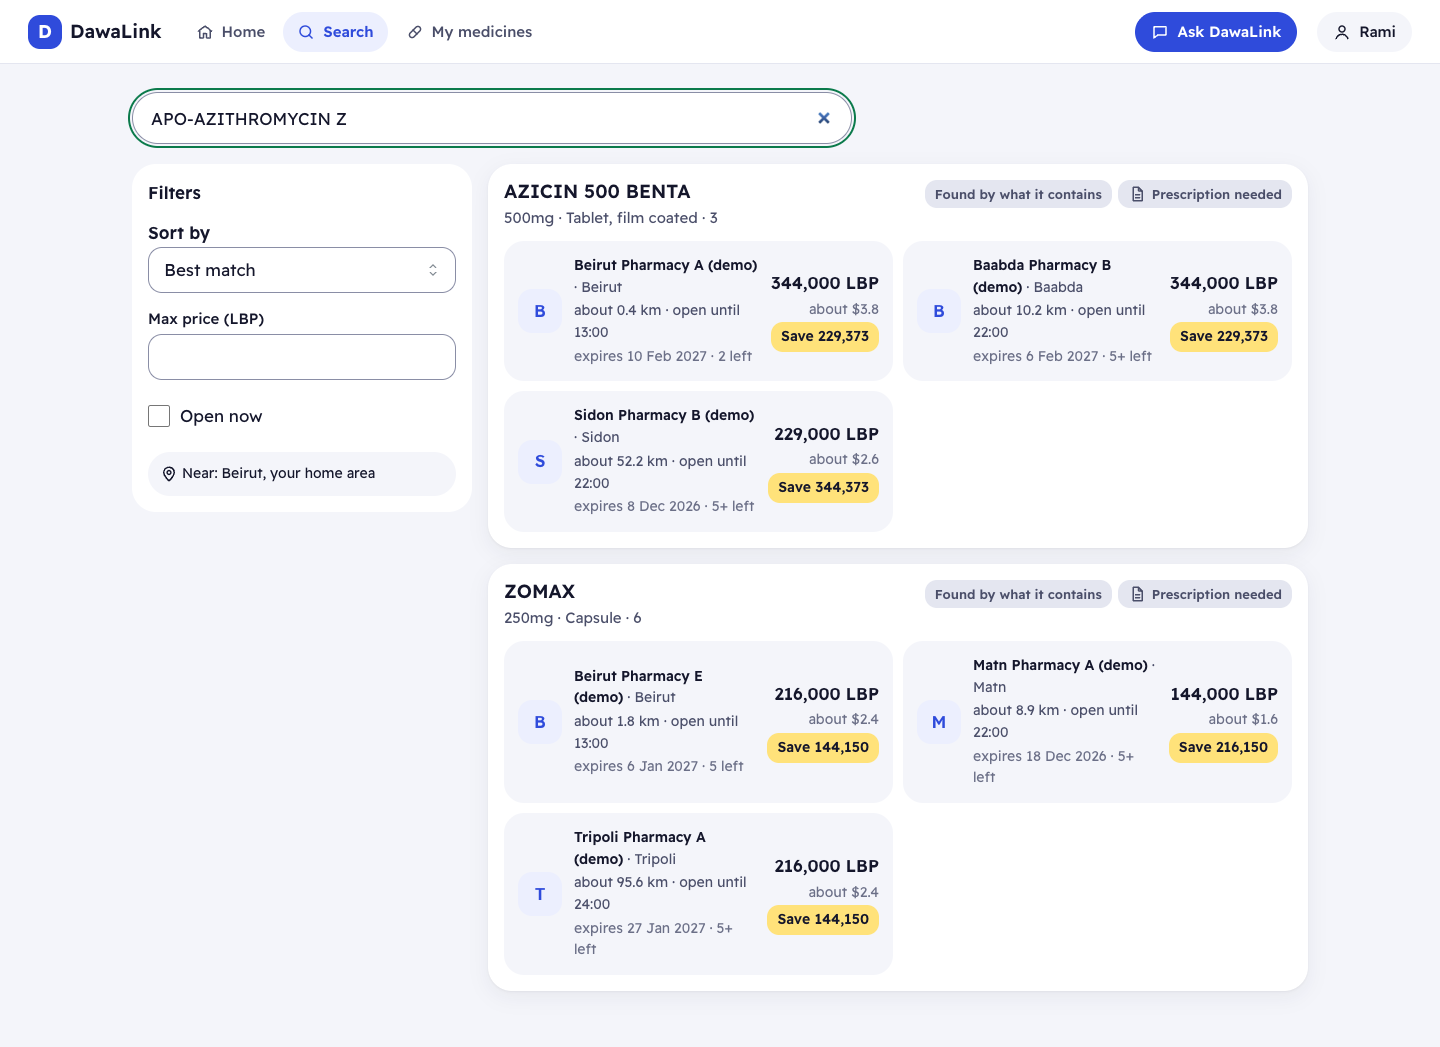 D DawaLink
Home
Search
My medicines
Ask DawaLink
Rami
APO-AZITHROMYCIN Z
Filters
Sort by
Best match
Max price (LBP)
Open now
Near: Beirut, your home area
AZICIN 500 BENTA
Found by what it contains
Prescription needed
500mg · Tablet, film coated · 3
B
Beirut Pharmacy A (demo)
· Beirut
about 0.4 km · open until
13:00
expires 10 Feb 2027 · 2 left
344,000 LBP
about $3.8
Save 229,373
B
Baabda Pharmacy B
(demo) · Baabda
about 10.2 km · open until
22:00
expires 6 Feb 2027 · 5+ left
344,000 LBP
about $3.8
Save 229,373
S
Sidon Pharmacy B (demo)
· Sidon
about 52.2 km · open until
22:00
expires 8 Dec 2026 · 5+ left
229,000 LBP
about $2.6
Save 344,373
ZOMAX
Found by what it contains
Prescription needed
250mg · Capsule · 6
B
Beirut Pharmacy E
(demo) · Beirut
about 1.8 km · open until
13:00
expires 6 Jan 2027 · 5 left
216,000 LBP
about $2.4
Save 144,150
M
Matn Pharmacy A (demo) ·
Matn
about 8.9 km · open until
22:00
expires 18 Dec 2026 · 5+
left
144,000 LBP
about $1.6
Save 216,150
T
Tripoli Pharmacy A
(demo) · Tripoli
about 95.6 km · open until
24:00
expires 27 Jan 2027 · 5+
left
216,000 LBP
about $2.4
Save 144,150